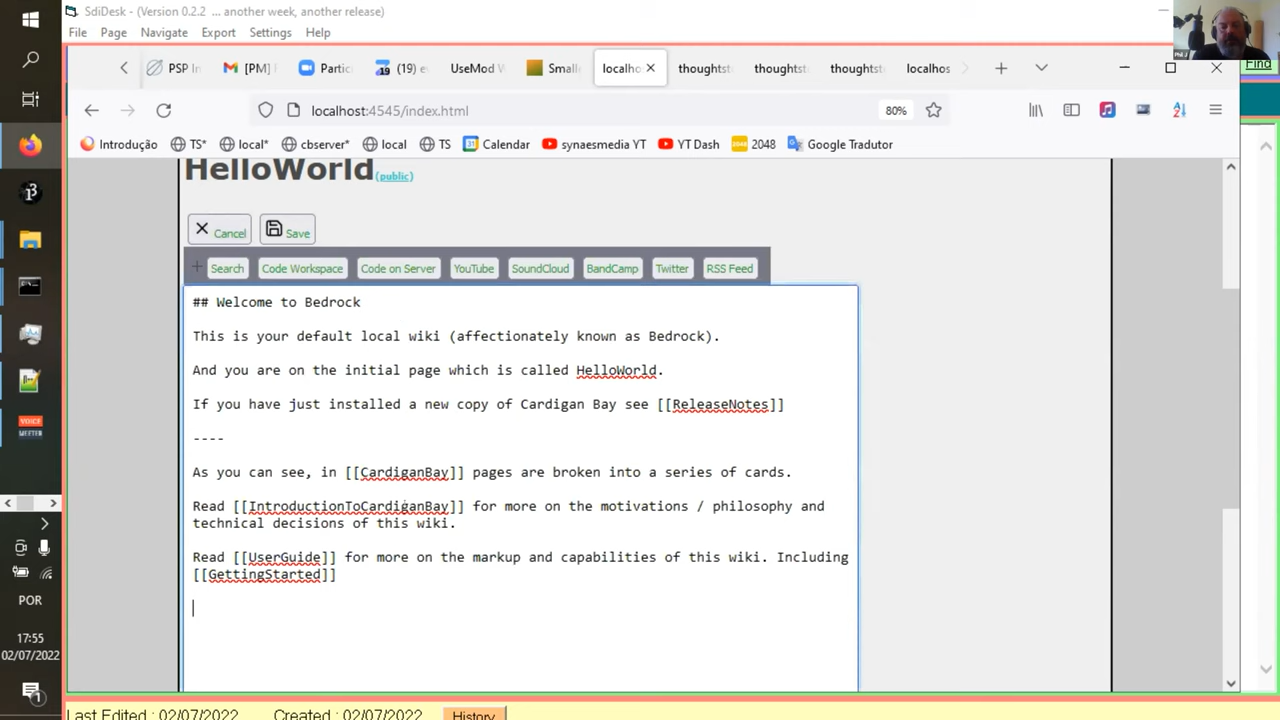 SdiDesk - (Version 0.2.2 ... another week, another release)
File Page Navigate Export Settings Help
PSP In
[PM]
Partici
(19) e
UseMod W
Smalle
localho
thoughtst
thoughtst
thoughtst
localhos
Find
localhost:4545/index.html
80%
Introdução TS* local* cbserver* local TS Calendar synaesmedia YT YT Dash 2048 Google Tradutor
HelloWorld (public)
Cancel Save
+ Search Code Workspace Code on Server YouTube SoundCloud BandCamp Twitter RSS Feed
## Welcome to Bedrock
This is your default local wiki (affectionately known as Bedrock).
And you are on the initial page which is called HelloWorld.
If you have just installed a new copy of Cardigan Bay see [[ReleaseNotes]]
----
As you can see, in [[CardiganBay]] pages are broken into a series of cards.
Read [[IntroductionToCardiganBay]] for more on the motivations / philosophy and
technical decisions of this wiki.
Read [[UserGuide]] for more on the markup and capabilities of this wiki. Including
[[GettingStarted]]
VOICE
MEETER
POR
17:55
02/07/2022
1
Last Edited : 02/07/2022 Created : 02/07/2022 History